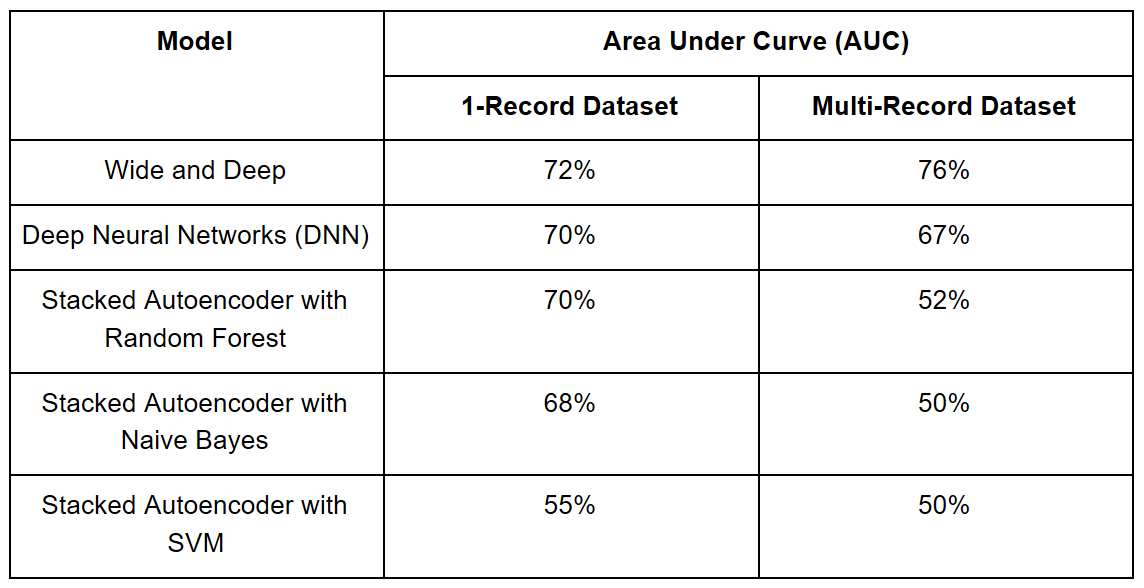 Model
Area Under Curve (AUC)
1-Record Dataset
Multi-Record Dataset
Wide and Deep
72%
76%
Deep Neural Networks (DNN)
70%
67%
Stacked Autoencoder with
Random Forest
70%
52%
Stacked Autoencoder with
Naive Bayes
68%
50%
Stacked Autoencoder with
SVM
55%
50%